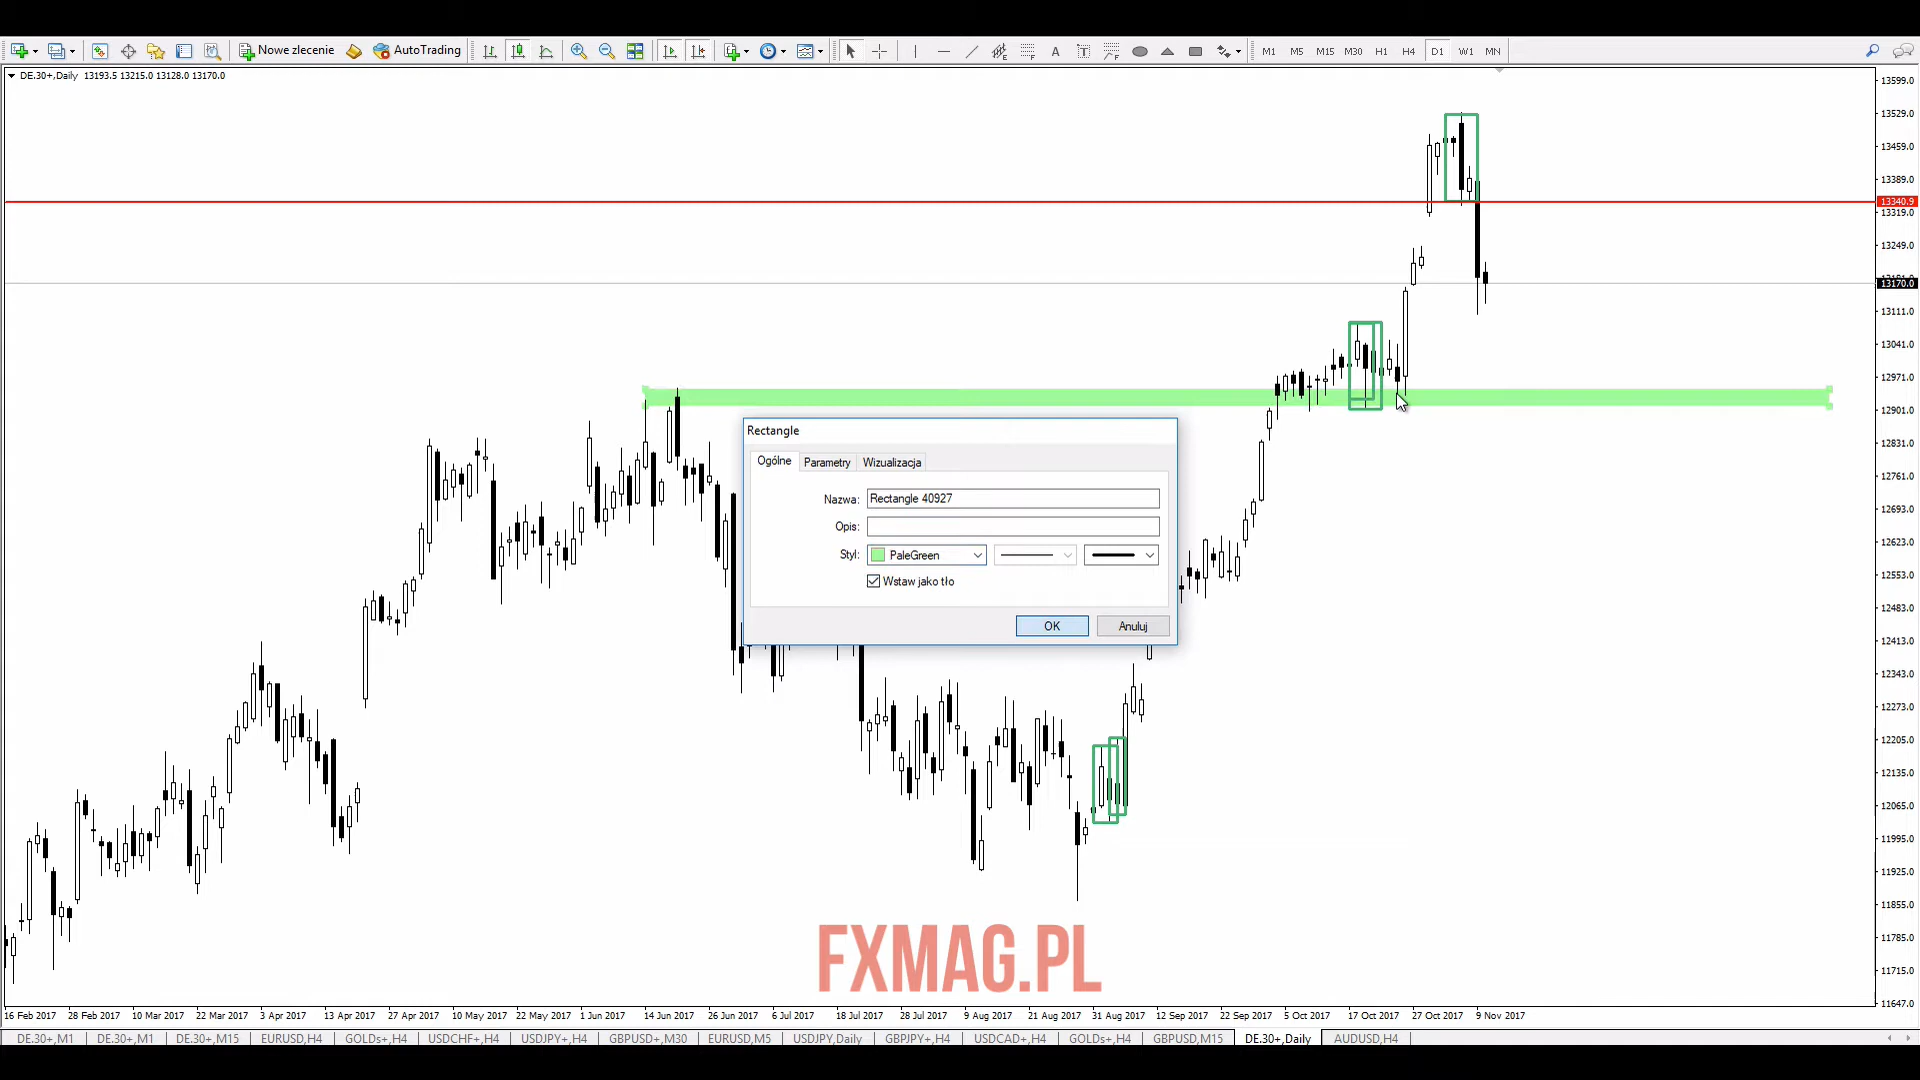 Nowe zlecenie AutoTrading A T M1 M5 M15 M30 H1 H4 D1 W1 MN
DE.30+,Daily 13193.5 13215.0 13128.0 13170.0
13599.0
13529.0
13459.0
13389.0
13340.9
13319.0
13249.0
13170.0
13111.0
13041.0
12971.0
12901.0
12831.0
12761.0
12693.0
12623.0
12553.0
12483.0
12413.0
12343.0
12273.0
12205.0
12135.0
12065.0
11995.0
11925.0
11855.0
11785.0
11715.0
11647.0
Rectangle
Ogólne Parametry Wizualizacja
Nazwa: Rectangle 40927
Opis:
Styl: PaleGreen
Wstaw jako tło
OK Anuluj
FXMAG.PL
16 Feb 2017 28 Feb 2017 10 Mar 2017 22 Mar 2017 3 Apr 2017 13 Apr 2017 27 Apr 2017 10 May 2017 22 May 2017 1 Jun 2017 14 Jun 2017 26 Jun 2017 6 Jul 2017 18 Jul 2017 28 Jul 2017 9 Aug 2017 21 Aug 2017 31 Aug 2017 12 Sep 2017 22 Sep 2017 5 Oct 2017 17 Oct 2017 27 Oct 2017 9 Nov 2017
DE.30+,M1 DE.30+,M1 DE.30+,M15 EURUSD,H4 GOLDs+,H4 USDCHF+,H4 USDJPY+,H4 GBPUSD+,M30 EURUSD,M5 USDJPY,Daily GBPJPY+,H4 USDCAD+,H4 GOLDs+,H4 GBPUSD,M15 DE.30+,Daily AUDUSD,H4